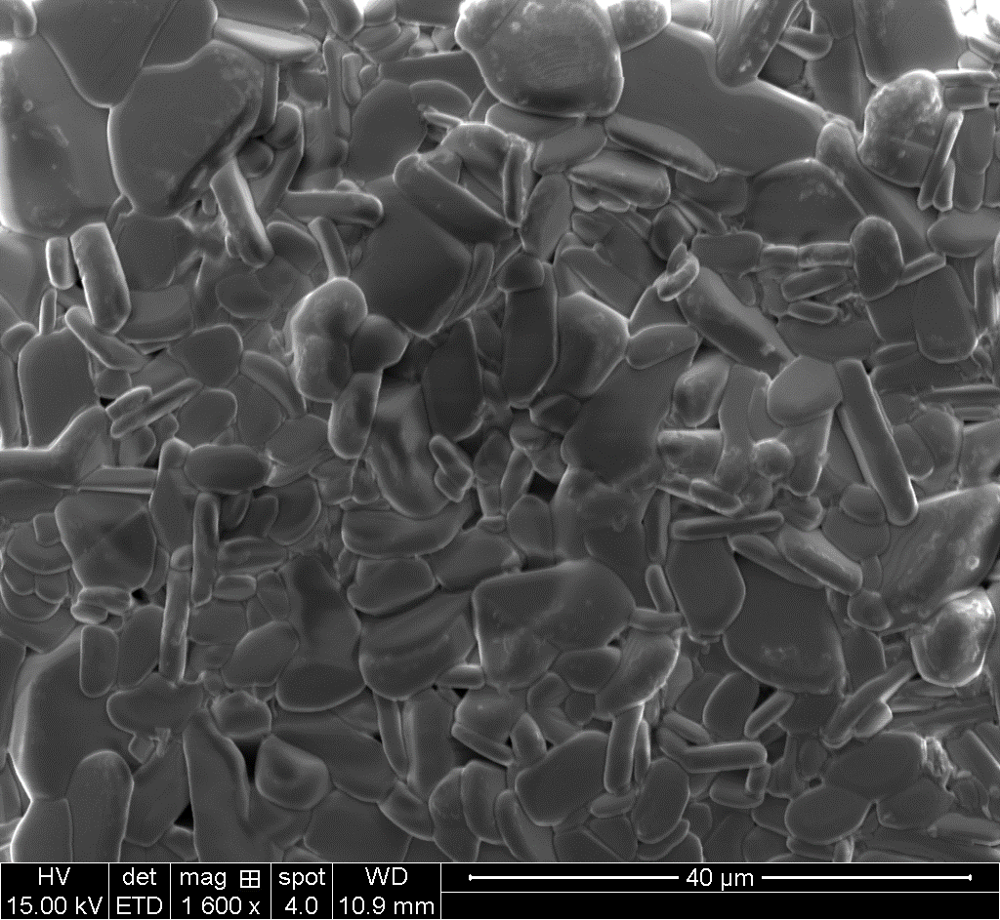 HV det mag ⊞ spot WD
15.00 kV ETD 1 600 x 4.0 10.9 mm
40 µm